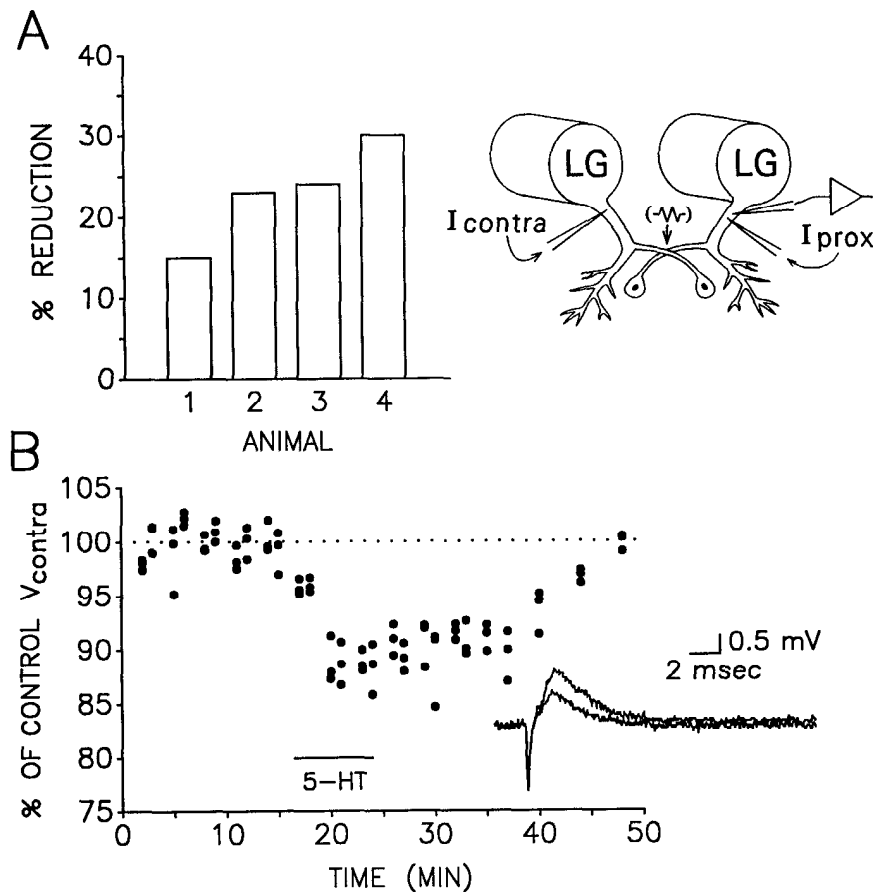 A
40
30
20
10
0
% REDUCTION
1 2 3 4
ANIMAL
LG LG
I contra
I prox
B
105
100
95
90
85
80
75
% OF CONTROL Vcontra
5-HT
0.5 mV
2 msec
0 10 20 30 40 50
TIME (MIN)